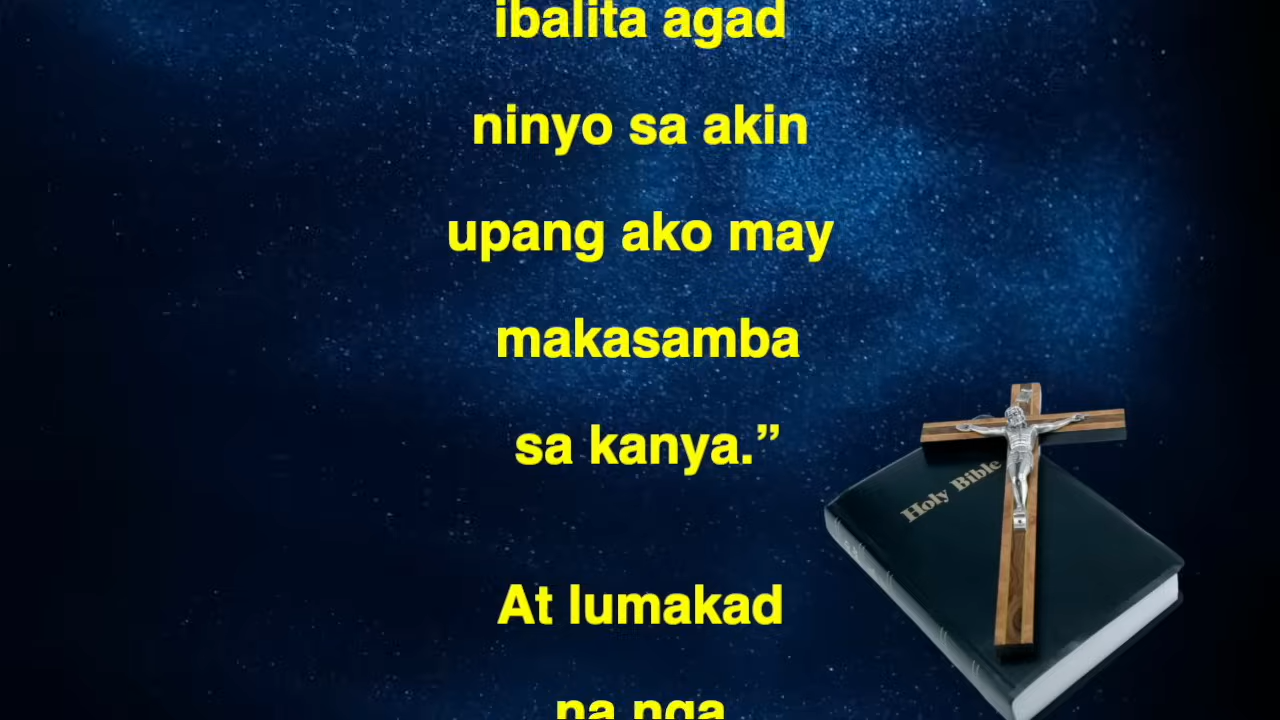 ibalita agad
ninyo sa akin
upang ako may
makasamba
sa kanya.”
Holy Bible
At lumakad
na nga